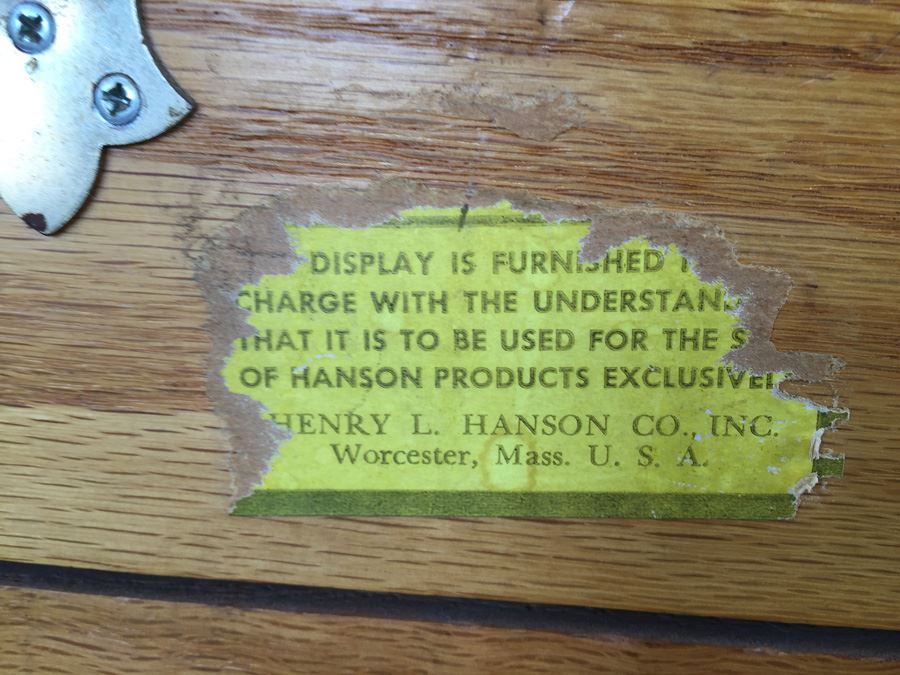 DISPLAY IS FURNISHED
CHARGE WITH THE UNDERSTAN
THAT IT IS TO BE USED FOR THE S
OF HANSON PRODUCTS EXCLUSIVEL
HENRY L. HANSON CO., INC.
Worcester, Mass. U. S. A.